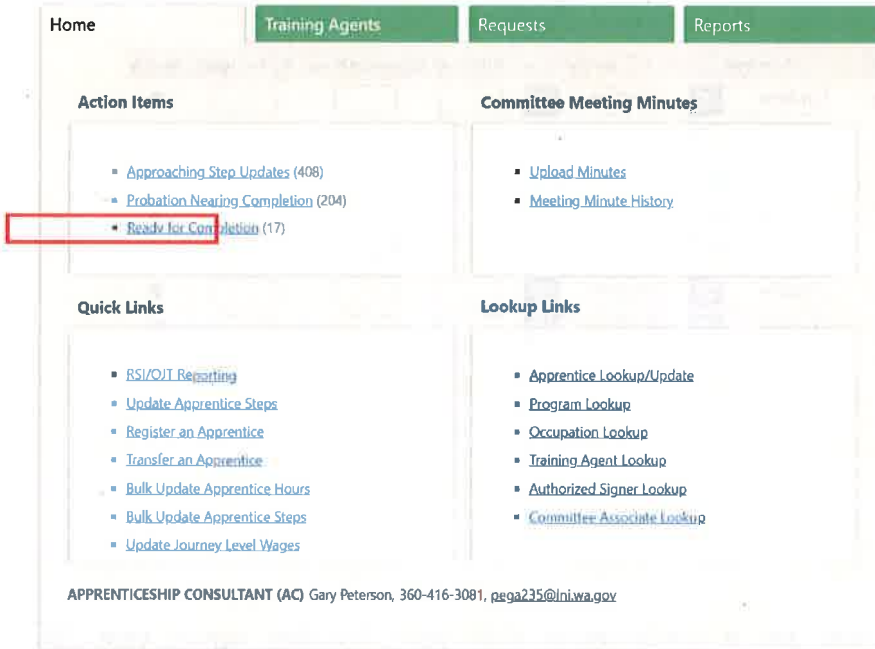 Home Training Agents Requests Reports
Action Items
Approaching Step Updates (408)
Probation Nearing Completion (204)
Ready for Completion (17)
Committee Meeting Minutes
Upload Minutes
Meeting Minute History
Quick Links
RSI/OJT Reporting
Update Apprentice Steps
Register an Apprentice
Transfer an Apprentice
Bulk Update Apprentice Hours
Bulk Update Apprentice Steps
Update Journey Level Wages
Lookup Links
Apprentice Lookup/Update
Program Lookup
Occupation Lookup
Training Agent Lookup
Authorized Signer Lookup
Committee Associate Lookup
APPRENTICESHIP CONSULTANT (AC) Gary Peterson, 360-416-3081, pega235@lni.wa.gov